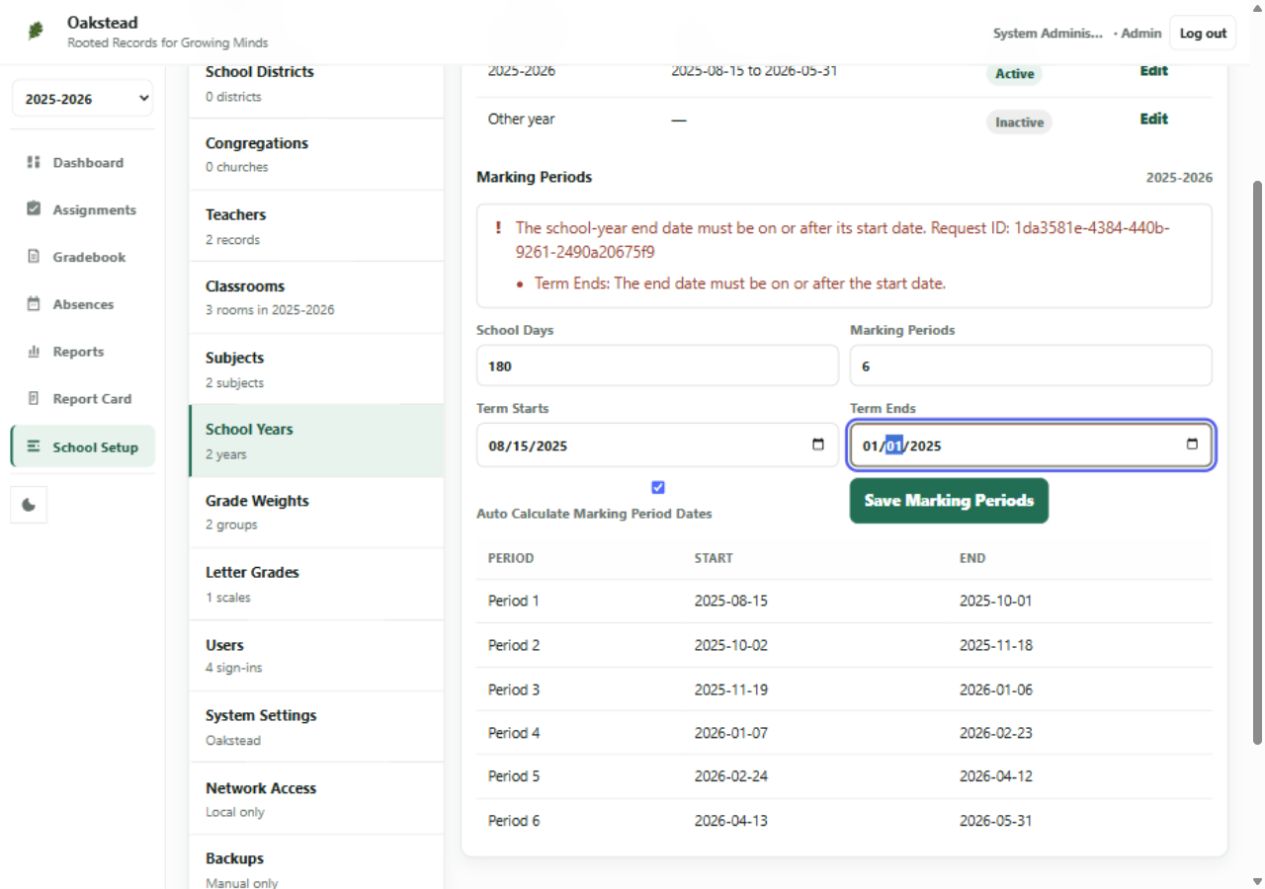 Oakstead
Rooted Records for Growing Minds
System Adminis... · Admin
Log out
2025-2026
Dashboard
Assignments
Gradebook
Absences
Reports
Report Card
School Setup
School Districts
0 districts
Congregations
0 churches
Teachers
2 records
Classrooms
3 rooms in 2025-2026
Subjects
2 subjects
School Years
2 years
Grade Weights
2 groups
Letter Grades
1 scales
Users
4 sign-ins
System Settings
Oakstead
Network Access
Local only
Backups
Manual only
2025-2026 2025-08-15 to 2026-05-31 Active Edit
Other year — Inactive Edit
Marking Periods 2025-2026
! The school-year end date must be on or after its start date. Request ID: 1da3581e-4384-440b-
9261-2490a20675f9
• Term Ends: The end date must be on or after the start date.
School Days Marking Periods
180 6
Term Starts Term Ends
08/15/2025 01/01/2025
Auto Calculate Marking Period Dates
Save Marking Periods
PERIOD START END
Period 1 2025-08-15 2025-10-01
Period 2 2025-10-02 2025-11-18
Period 3 2025-11-19 2026-01-06
Period 4 2026-01-07 2026-02-23
Period 5 2026-02-24 2026-04-12
Period 6 2026-04-13 2026-05-31